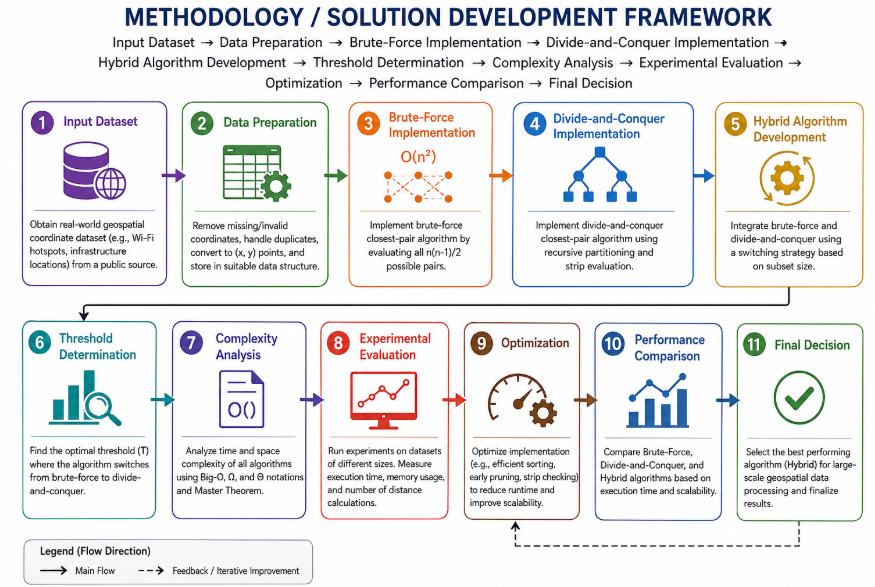 METHODOLOGY / SOLUTION DEVELOPMENT FRAMEWORK
Input Dataset → Data Preparation → Brute-Force Implementation → Divide-and-Conquer Implementation →
Hybrid Algorithm Development → Threshold Determination → Complexity Analysis → Experimental Evaluation →
Optimization → Performance Comparison → Final Decision
1 Input Dataset
Obtain real-world geospatial
coordinate dataset (e.g., Wi-Fi
hotspots, infrastructure
locations) from a public source.
2 Data Preparation
Remove missing/invalid
coordinates, handle duplicates,
convert to (x, y) points, and
store in suitable data structure.
3 Brute-Force
Implementation
O(n²)
Implement brute-force
closest-pair algorithm by
evaluating all n(n-1)/2
possible pairs.
4 Divide-and-Conquer
Implementation
Implement divide-and-conquer
closest-pair algorithm using
recursive partitioning and
strip evaluation.
5 Hybrid Algorithm
Development
Integrate brute-force and
divide-and-conquer using
a switching strategy based
on subset size.
6 Threshold
Determination
Find the optimal threshold (T)
where the algorithm switches
from brute-force to divide-
and-conquer.
7 Complexity
Analysis
O()
Analyze time and space
complexity of all algorithms
using Big-O, Ω, and Θ notations
and Master Theorem.
8 Experimental
Evaluation
Run experiments on datasets
of different sizes. Measure
execution time, memory usage,
and number of distance
calculations.
9 Optimization
Optimize implementation
(e.g., efficient sorting,
early pruning, strip checking)
to reduce runtime and
improve scalability.
10 Performance
Comparison
Compare Brute-Force,
Divide-and-Conquer, and
Hybrid algorithms based on
execution time and scalability.
11 Final Decision
Select the best performing
algorithm (Hybrid) for large-
scale geospatial data
processing and finalize
results.
Legend (Flow Direction)
Main Flow
Feedback / Iterative Improvement